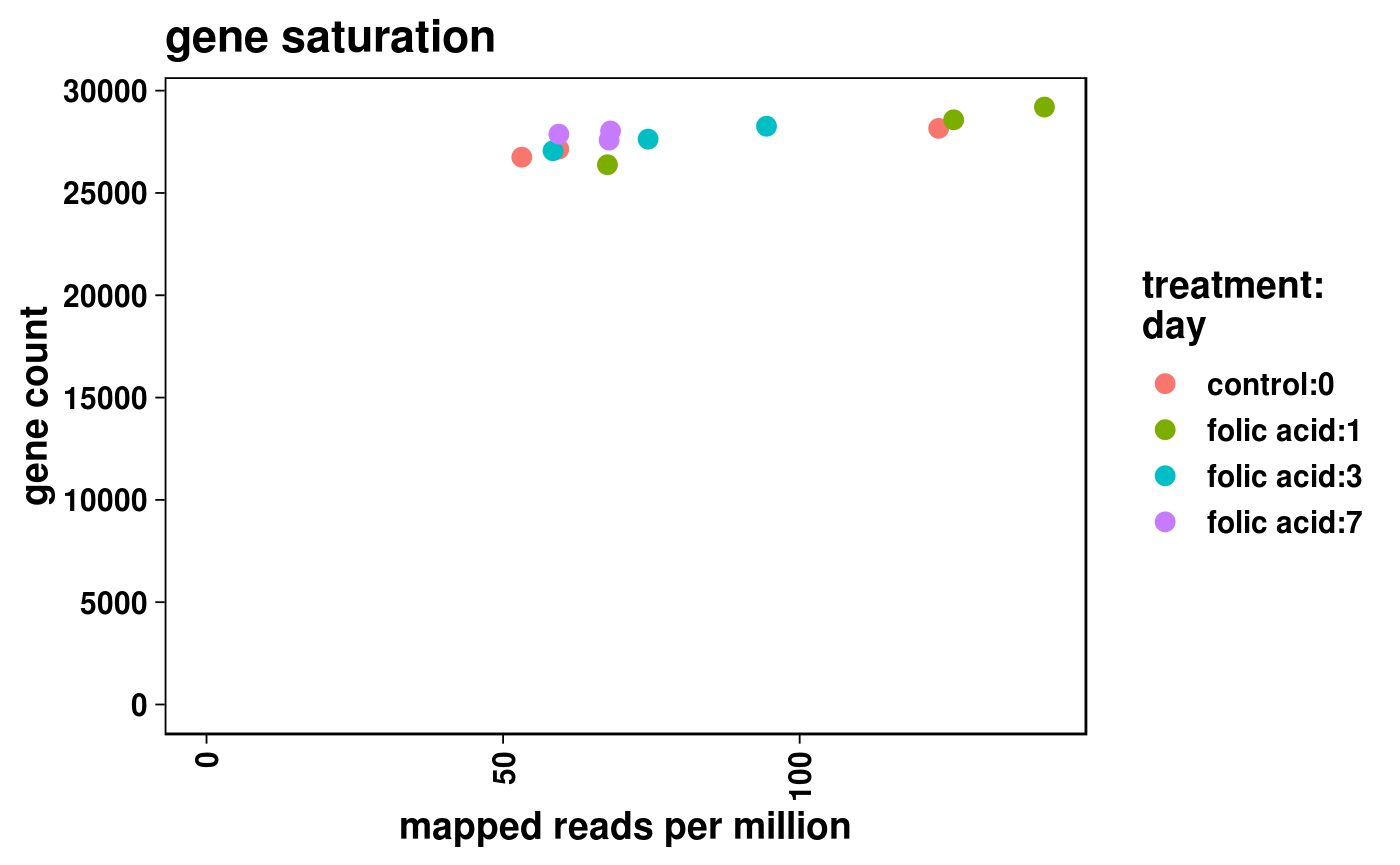 gene saturation
30000
25000
20000
15000
10000
5000
0
gene count
0
50
100
mapped reads per million
treatment:
day
control:0
folic acid:1
folic acid:3
folic acid:7